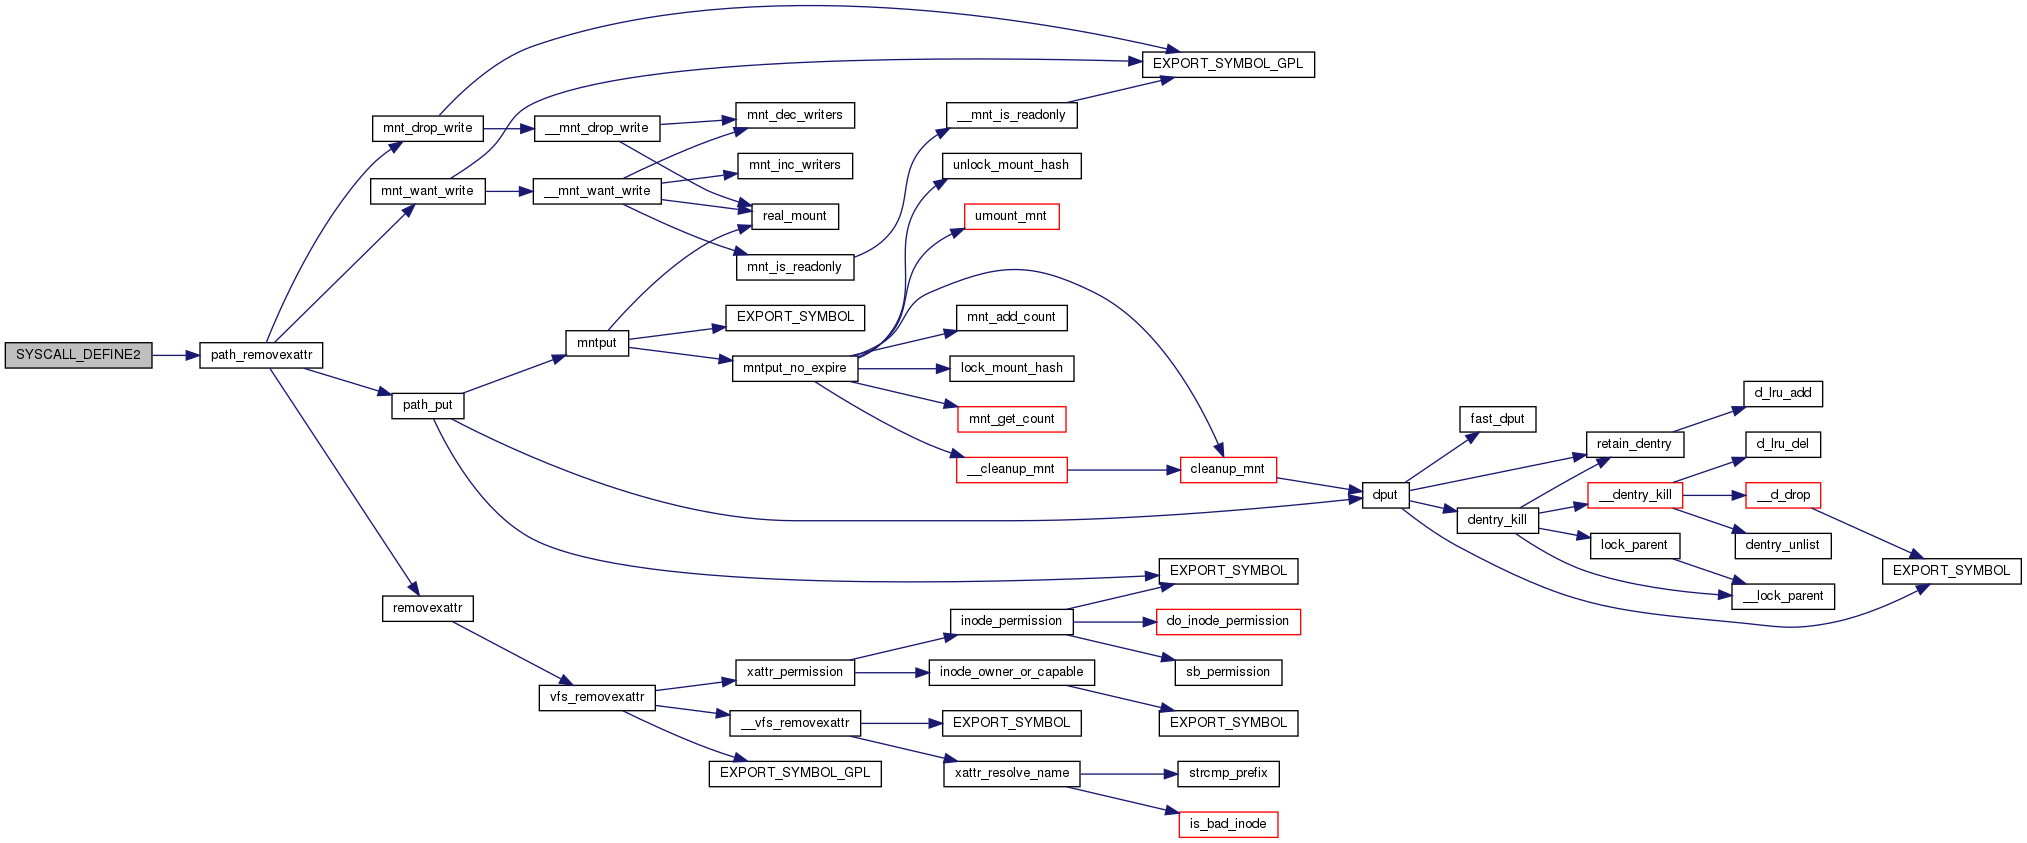 SYSCALL_DEFINE2
path_removexattr
mnt_drop_write
mnt_want_write
path_put
removexattr
__mnt_drop_write
__mnt_want_write
mntput
vfs_removexattr
mnt_dec_writers
mnt_inc_writers
real_mount
mnt_is_readonly
EXPORT_SYMBOL
mntput_no_expire
xattr_permission
__vfs_removexattr
EXPORT_SYMBOL_GPL
__mnt_is_readonly
unlock_mount_hash
umount_mnt
mnt_add_count
lock_mount_hash
mnt_get_count
__cleanup_mnt
inode_permission
inode_owner_or_capable
EXPORT_SYMBOL
xattr_resolve_name
EXPORT_SYMBOL_GPL
cleanup_mnt
EXPORT_SYMBOL
do_inode_permission
sb_permission
EXPORT_SYMBOL
strcmp_prefix
is_bad_inode
dput
fast_dput
dentry_kill
retain_dentry
__dentry_kill
lock_parent
d_lru_add
d_lru_del
__d_drop
dentry_unlist
__lock_parent
EXPORT_SYMBOL